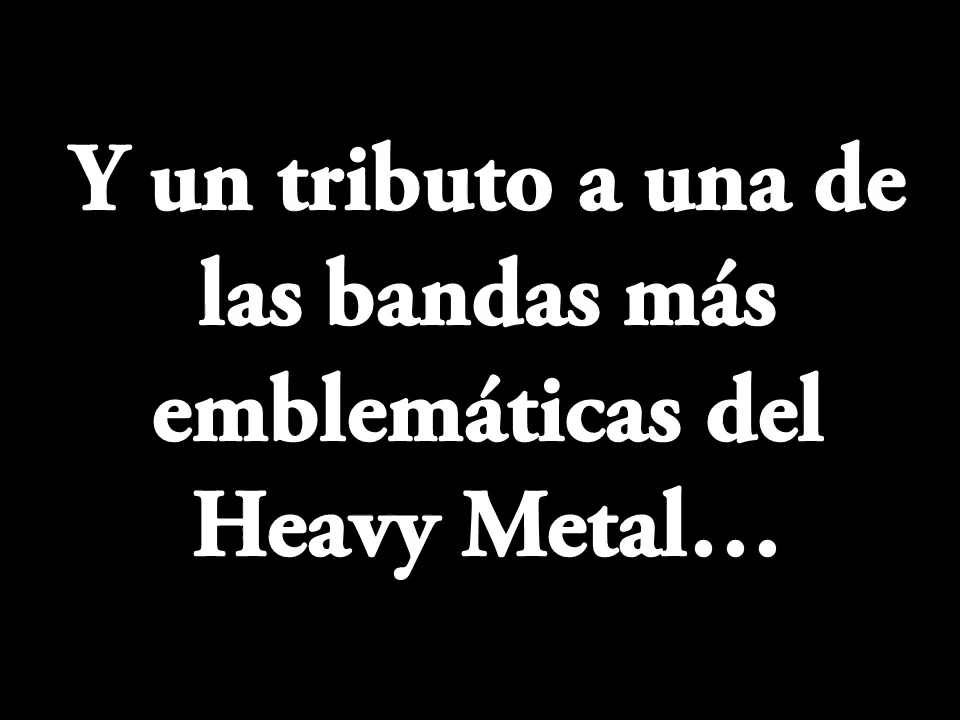 Y un tributo a una de
las bandas más
emblemáticas del
Heavy Metal...